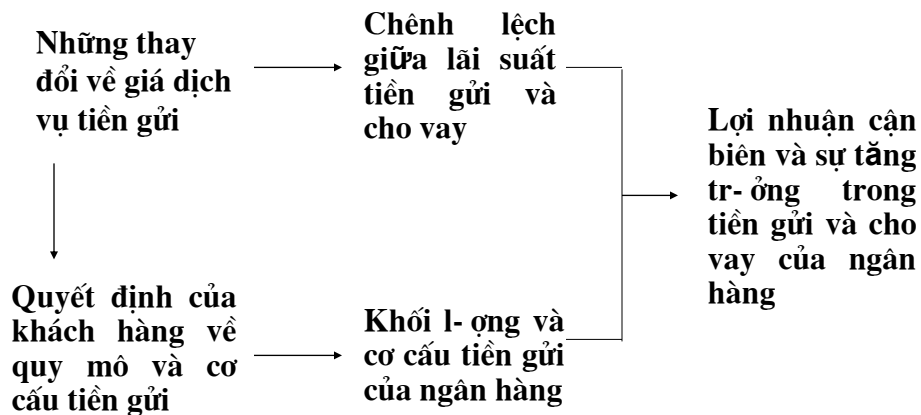 Những thay
đổi về giá dịch
vụ tiền gửi
Chênh lệch
giữa lãi suất
tiền gửi và
cho vay
Lợi nhuận cận
biên và sự tăng
tr- ởng trong
tiền gửi và cho
vay của ngân
hàng
Quyết định của
khách hàng về
quy mô và cơ
cấu tiền gửi
Khối l- ợng và
cơ cấu tiền gửi
của ngân hàng